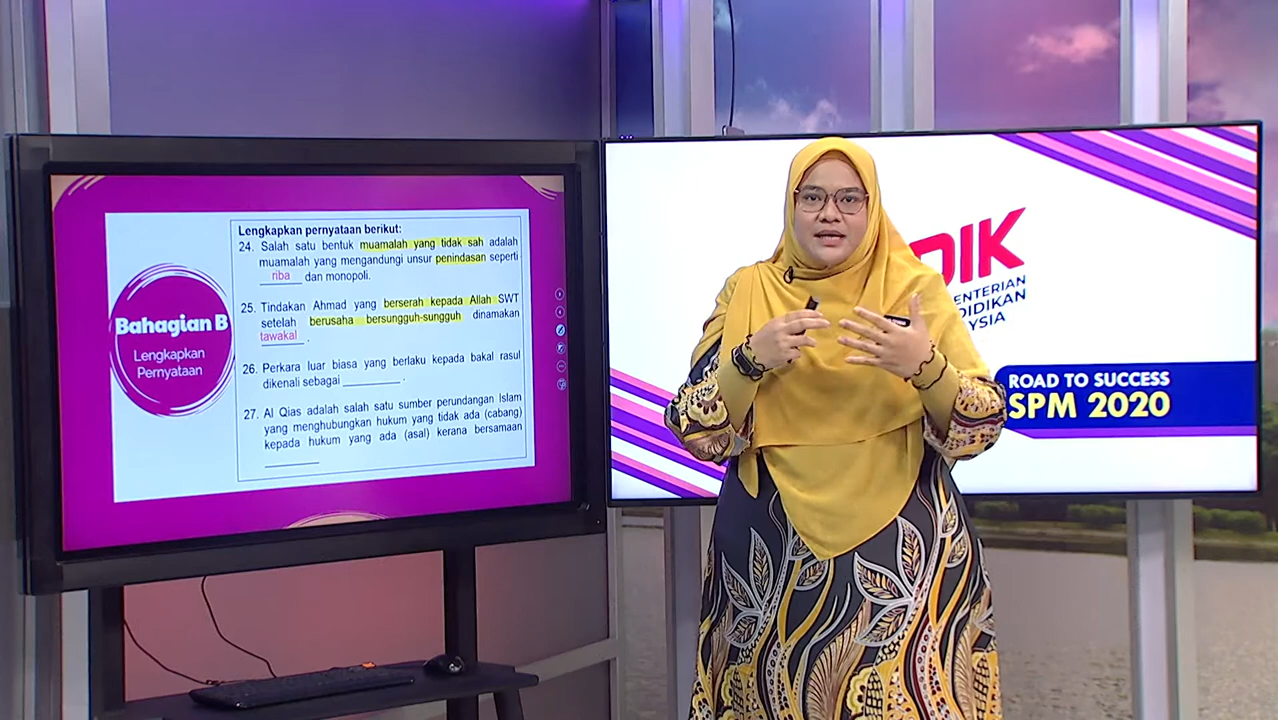 Bahagian B
Lengkapkan
Pernyataan
Lengkapkan pernyataan berikut:
24. Salah satu bentuk muamalah yang tidak sah adalah
muamalah yang mengandungi unsur penindasan seperti
riba dan monopoli.
25. Tindakan Ahmad yang berserah kepada Allah SWT
setelah berusaha bersungguh-sungguh dinamakan
tawakal .
26. Perkara luar biasa yang berlaku kepada bakal rasul
dikenali sebagai __________ .
27. Al Qias adalah salah satu sumber perundangan Islam
yang menghubungkan hukum yang tidak ada (cabang)
kepada hukum yang ada (asal) kerana bersamaan
_________
DIK
ENTERIAN
DIDIKAN
YSIA
ROAD TO SUCCESS
SPM 2020